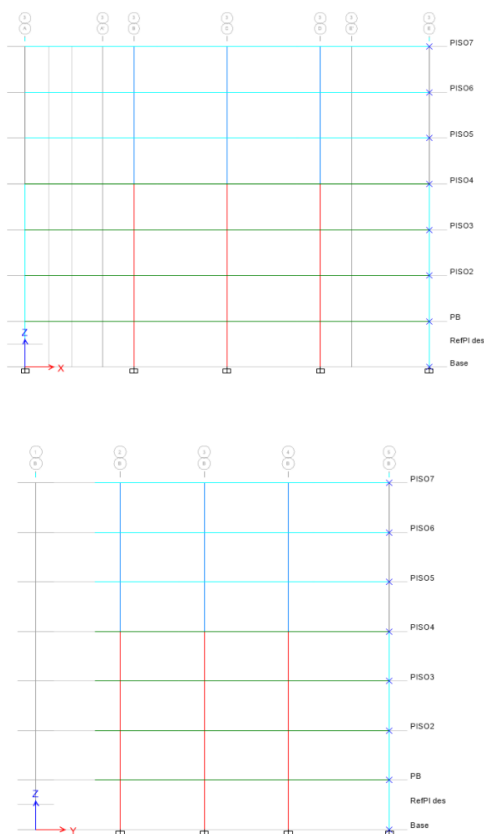 PISO7
PISO6
PISO5
PISO4
PISO3
PISO2
PB
Z
RefPl des
X
Base
PISO7
PISO6
PISO5
PISO4
PISO3
PISO2
PB
Z
RefPl des
Y
Base